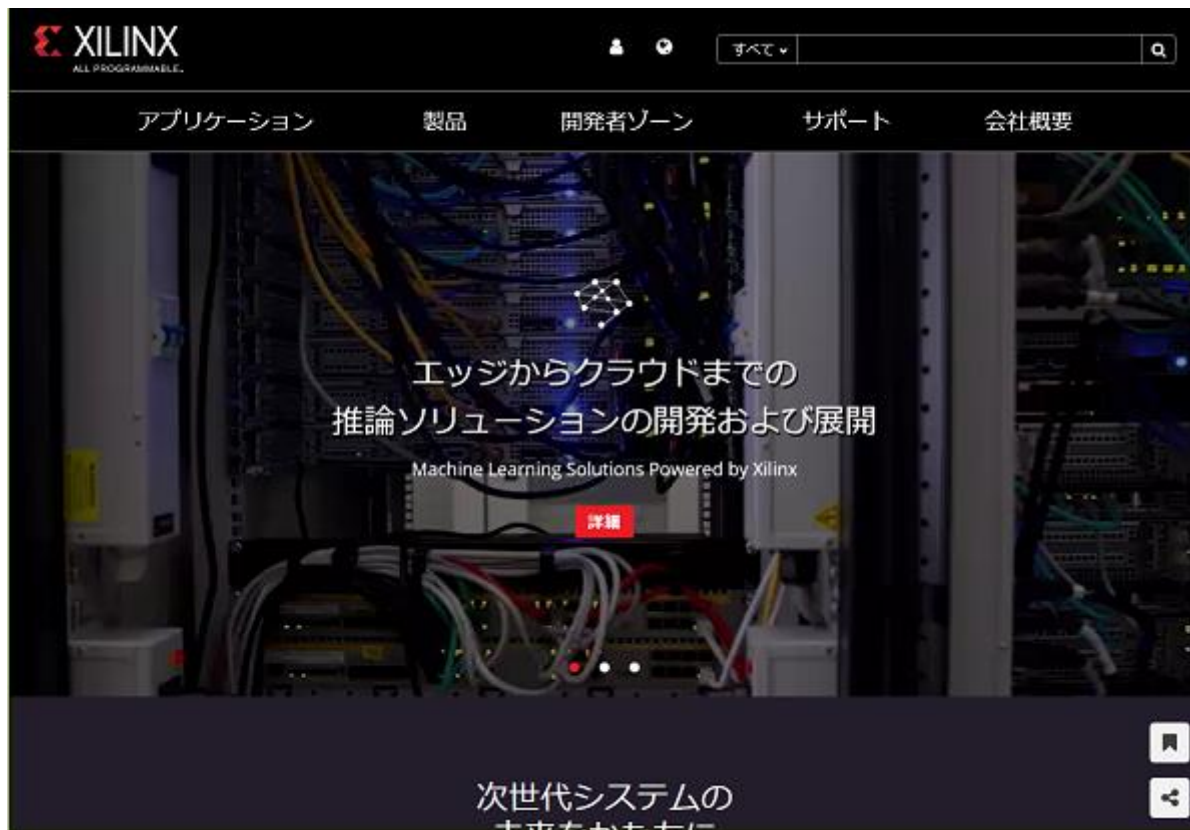 XILINX
ALL PROGRAMMABLE.
すべて
アプリケーション 製品 開発者ゾーン サポート 会社概要
エッジからクラウドまでの
推論ソリューションの開発および展開
Machine Learning Solutions Powered by Xilinx
詳細
次世代システムの